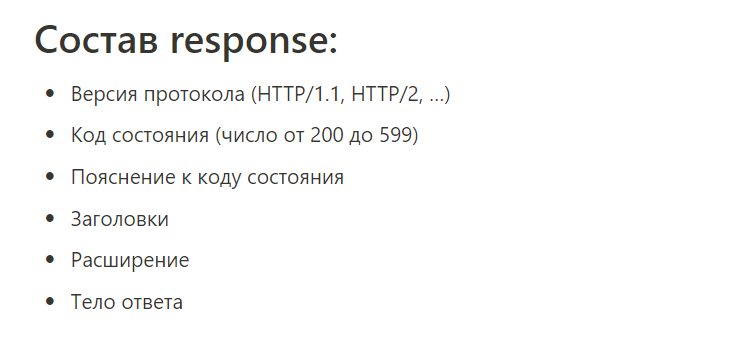 Состав response:
• Версия протокола (HTTP/1.1, HTTP/2, ...)
• Код состояния (число от 200 до 599)
• Пояснение к коду состояния
• Заголовки
• Расширение
• Тело ответа